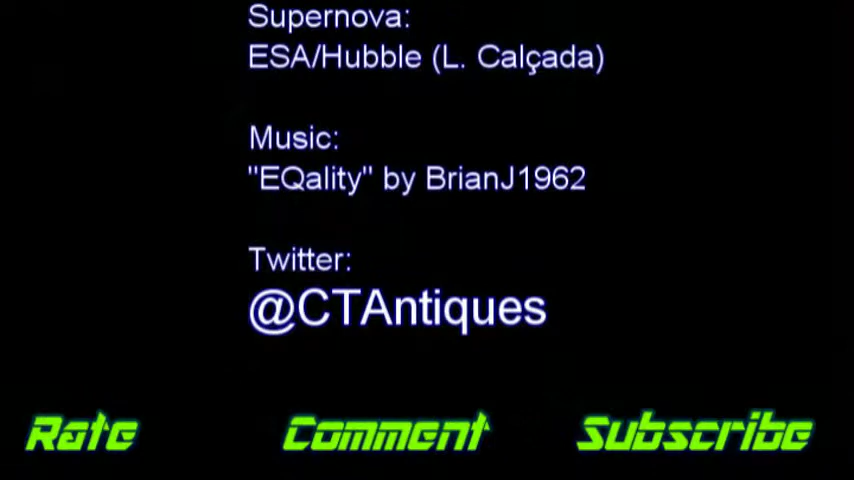 Supernova:
ESA/Hubble (L. Calçada)
Music:
"EQality" by BrianJ1962
Twitter:
@CTAntiques
Rate Comment Subscribe